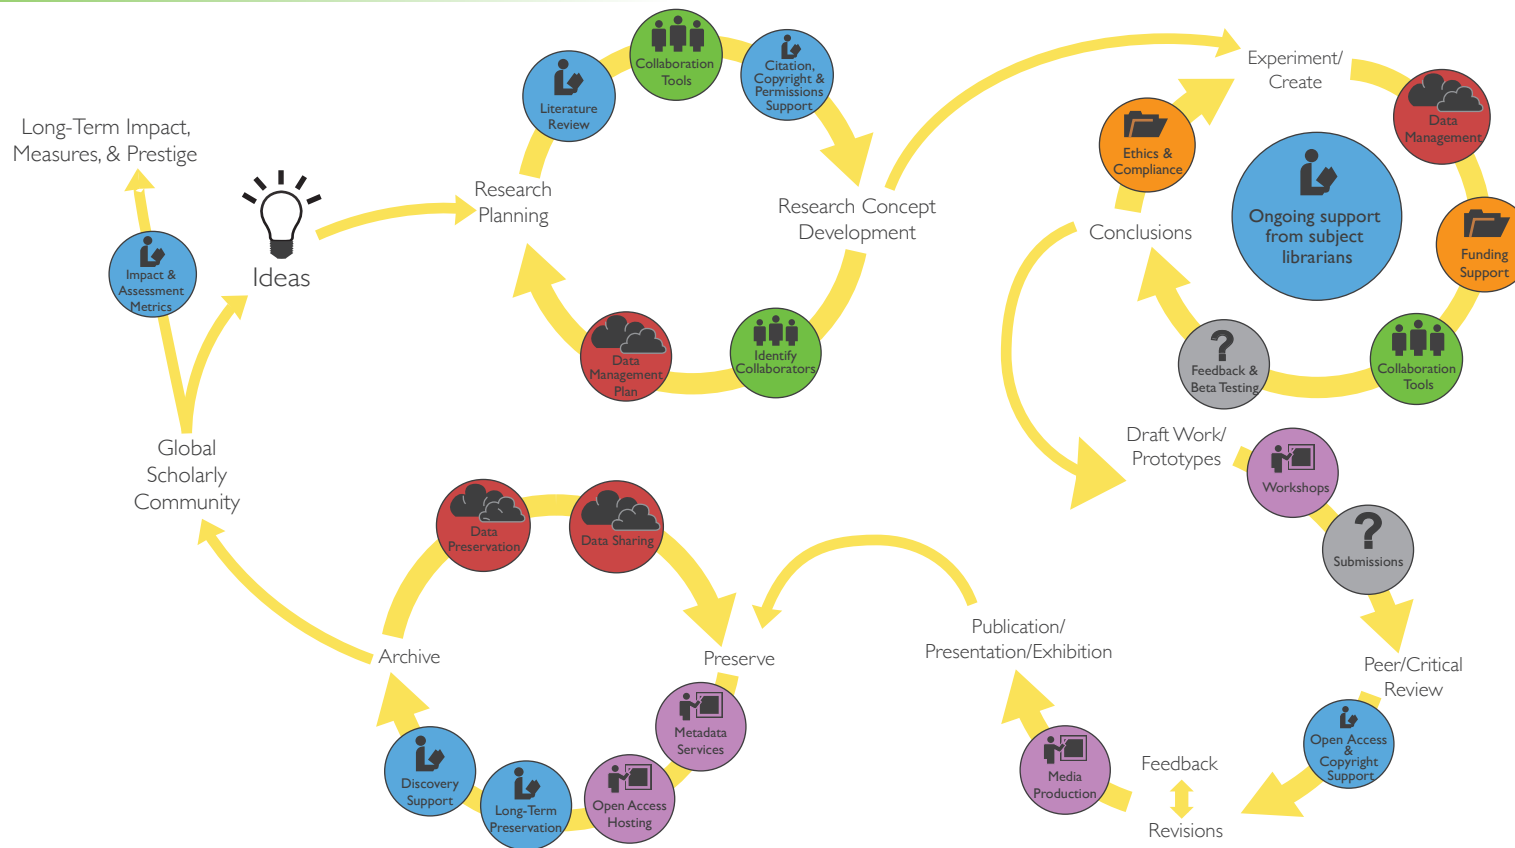 Long-Term Impact,
Measures, & Prestige
Impact &
Assessment
Metrics
Ideas
Global
Scholarly
Community
Research
Planning
Literature
Review
Collaboration
Tools
Citation,
Copyright &
Permissions
Support
Research Concept
Development
Identify
Collaborators
Data
Management
Plan
Experiment/
Create
Data
Management
Funding
Support
Collaboration
Tools
Feedback &
Beta Testing
Conclusions
Ethics &
Compliance
Ongoing support
from subject
librarians
Draft Work/
Prototypes
Workshops
?
Submissions
Peer/Critical
Review
Open Access
&
Copyright
Support
Feedback
Revisions
Media
Production
Publication/
Presentation/Exhibition
Preserve
Metadata
Services
Open Access
Hosting
Long-Term
Preservation
Discovery
Support
Archive
Data
Preservation
Data Sharing
?